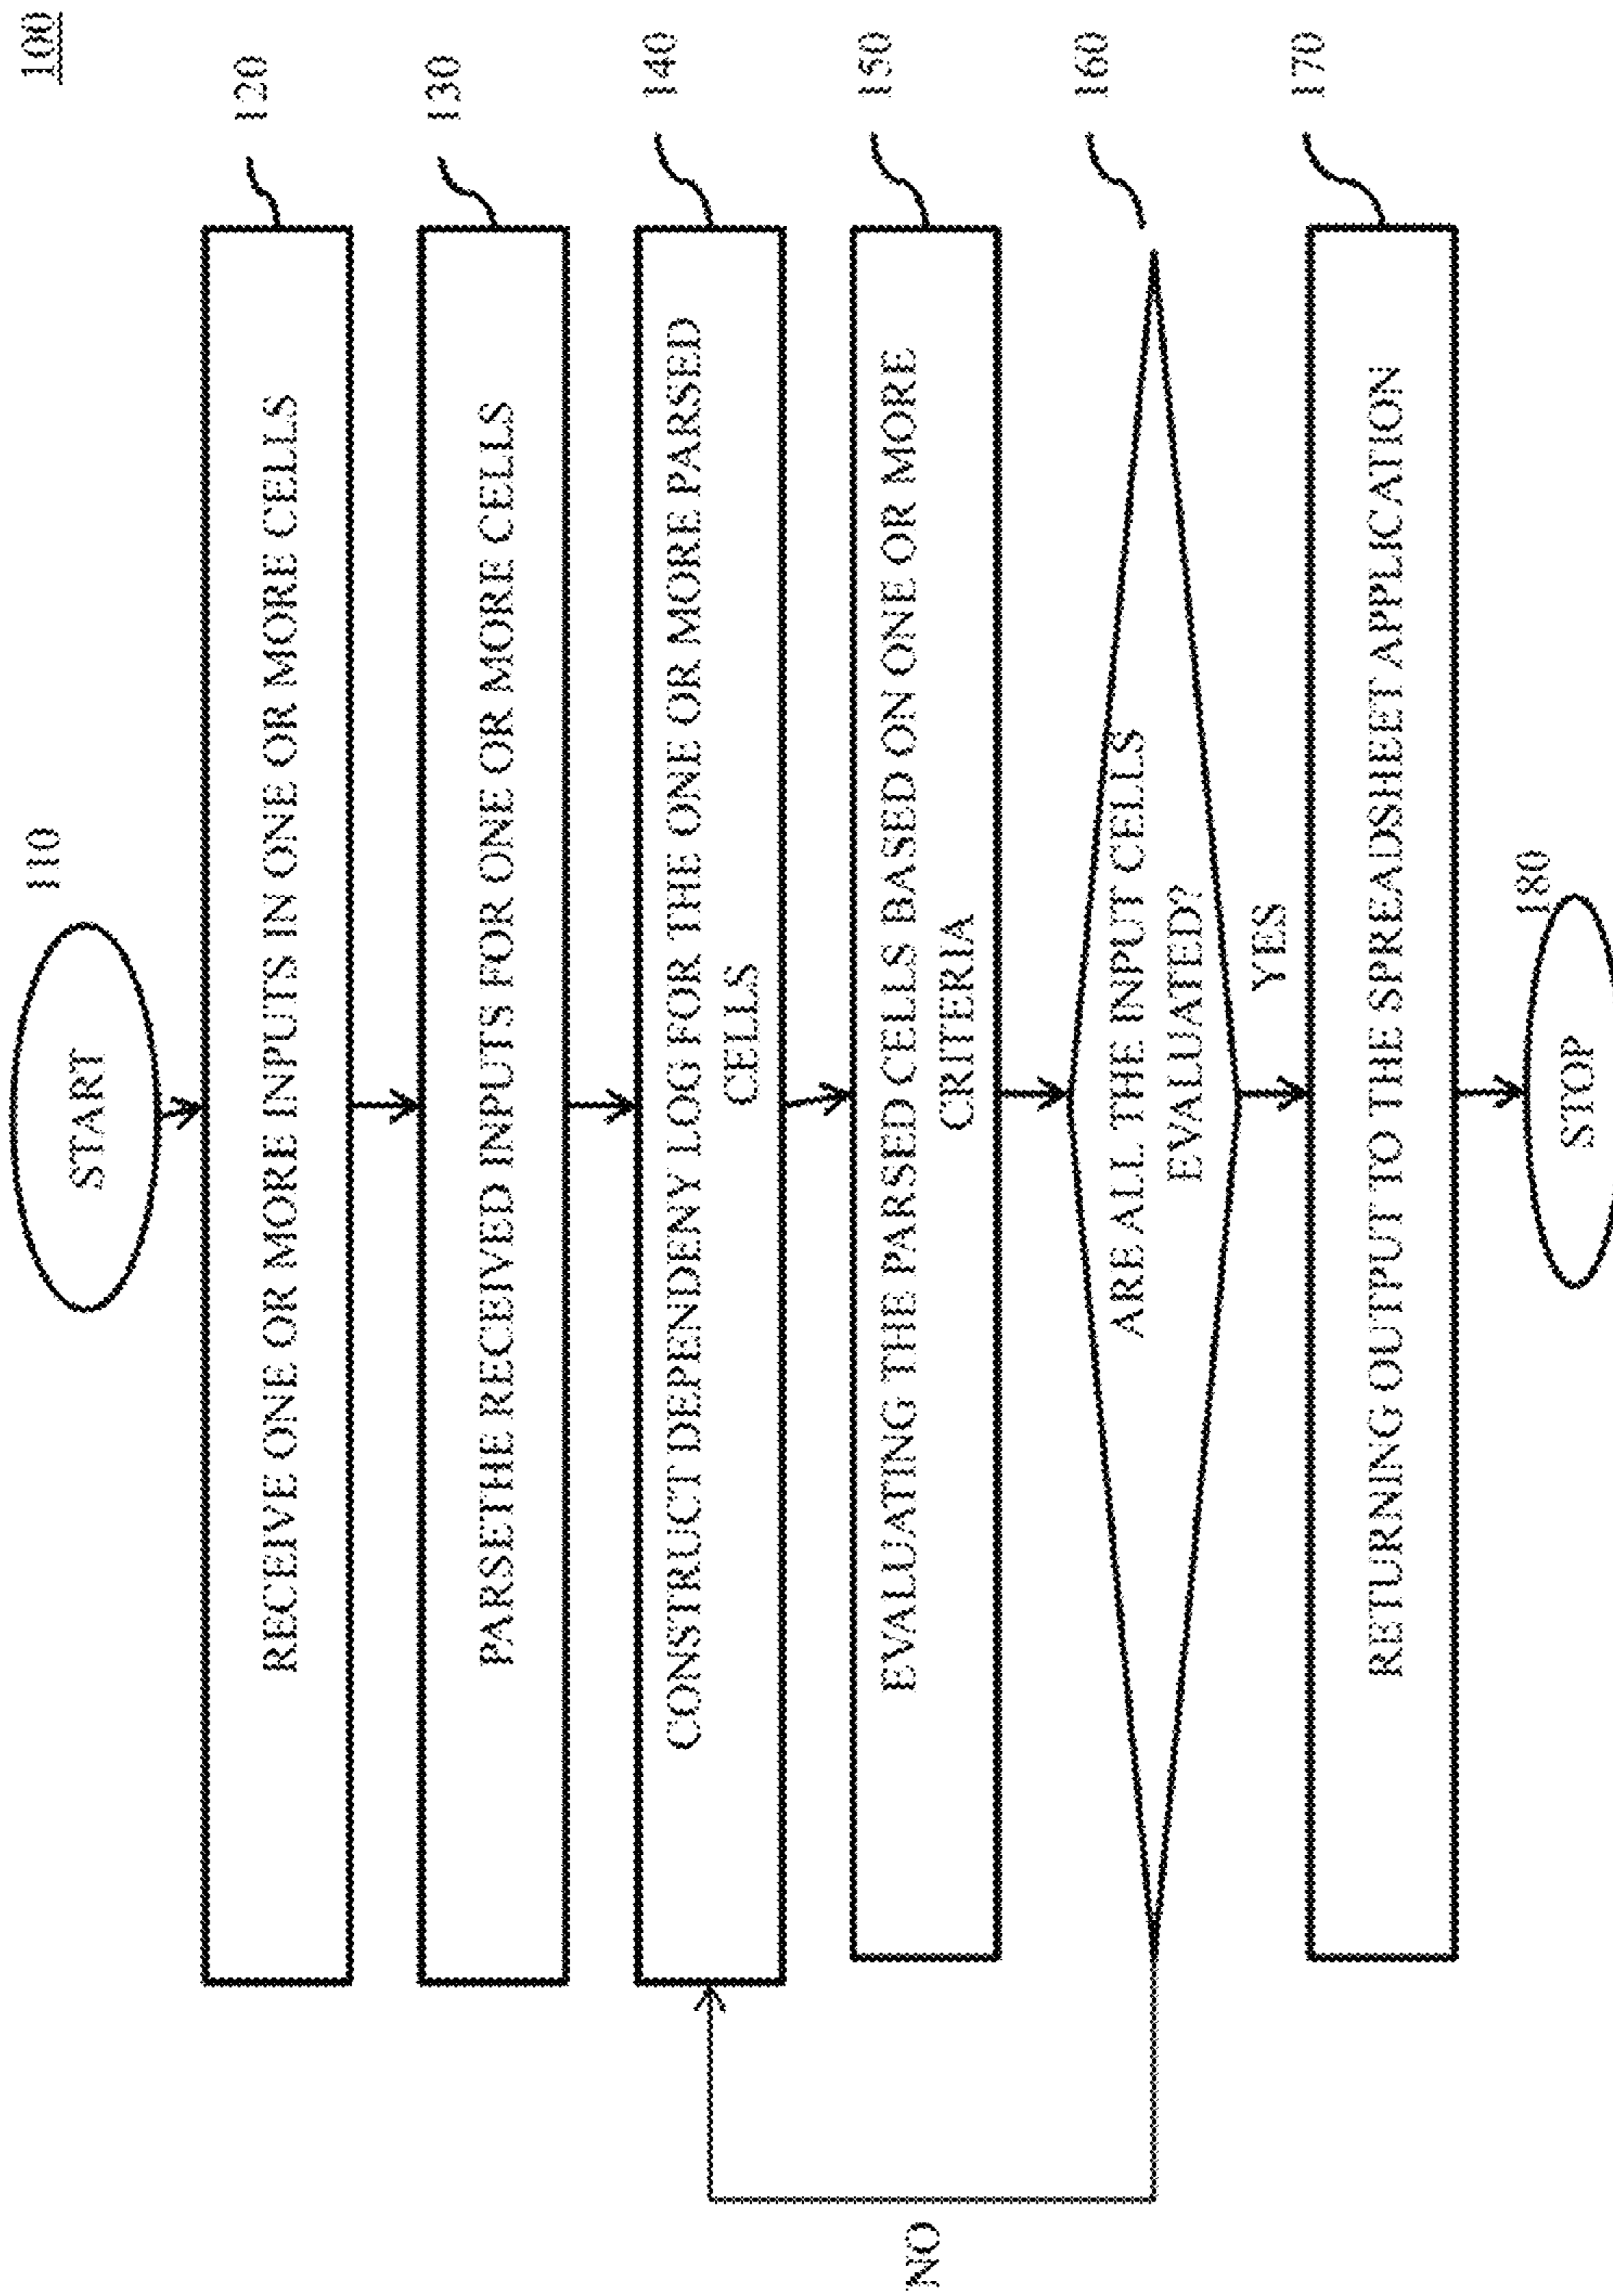 100
110
START
120
RECEIVE ONE OR MORE INPUTS IN ONE OR MORE CELLS
130
PARSETHE RECEIVED INPUTS FOR ONE OR MORE CELLS
140
CONSTRUCT DEPENDENY LOG FOR THE ONE OR MORE PARSED
CELLS
150
EVALUATING THE PARSED CELLS BASED ON ONE OR MORE
CRITERIA
160
ARE ALL THE INPUT CELLS
EVALUATED?
NO
YES
170
RETURNING OUTPUT TO THE SPREADSHEET APPLICATION
180
STOP